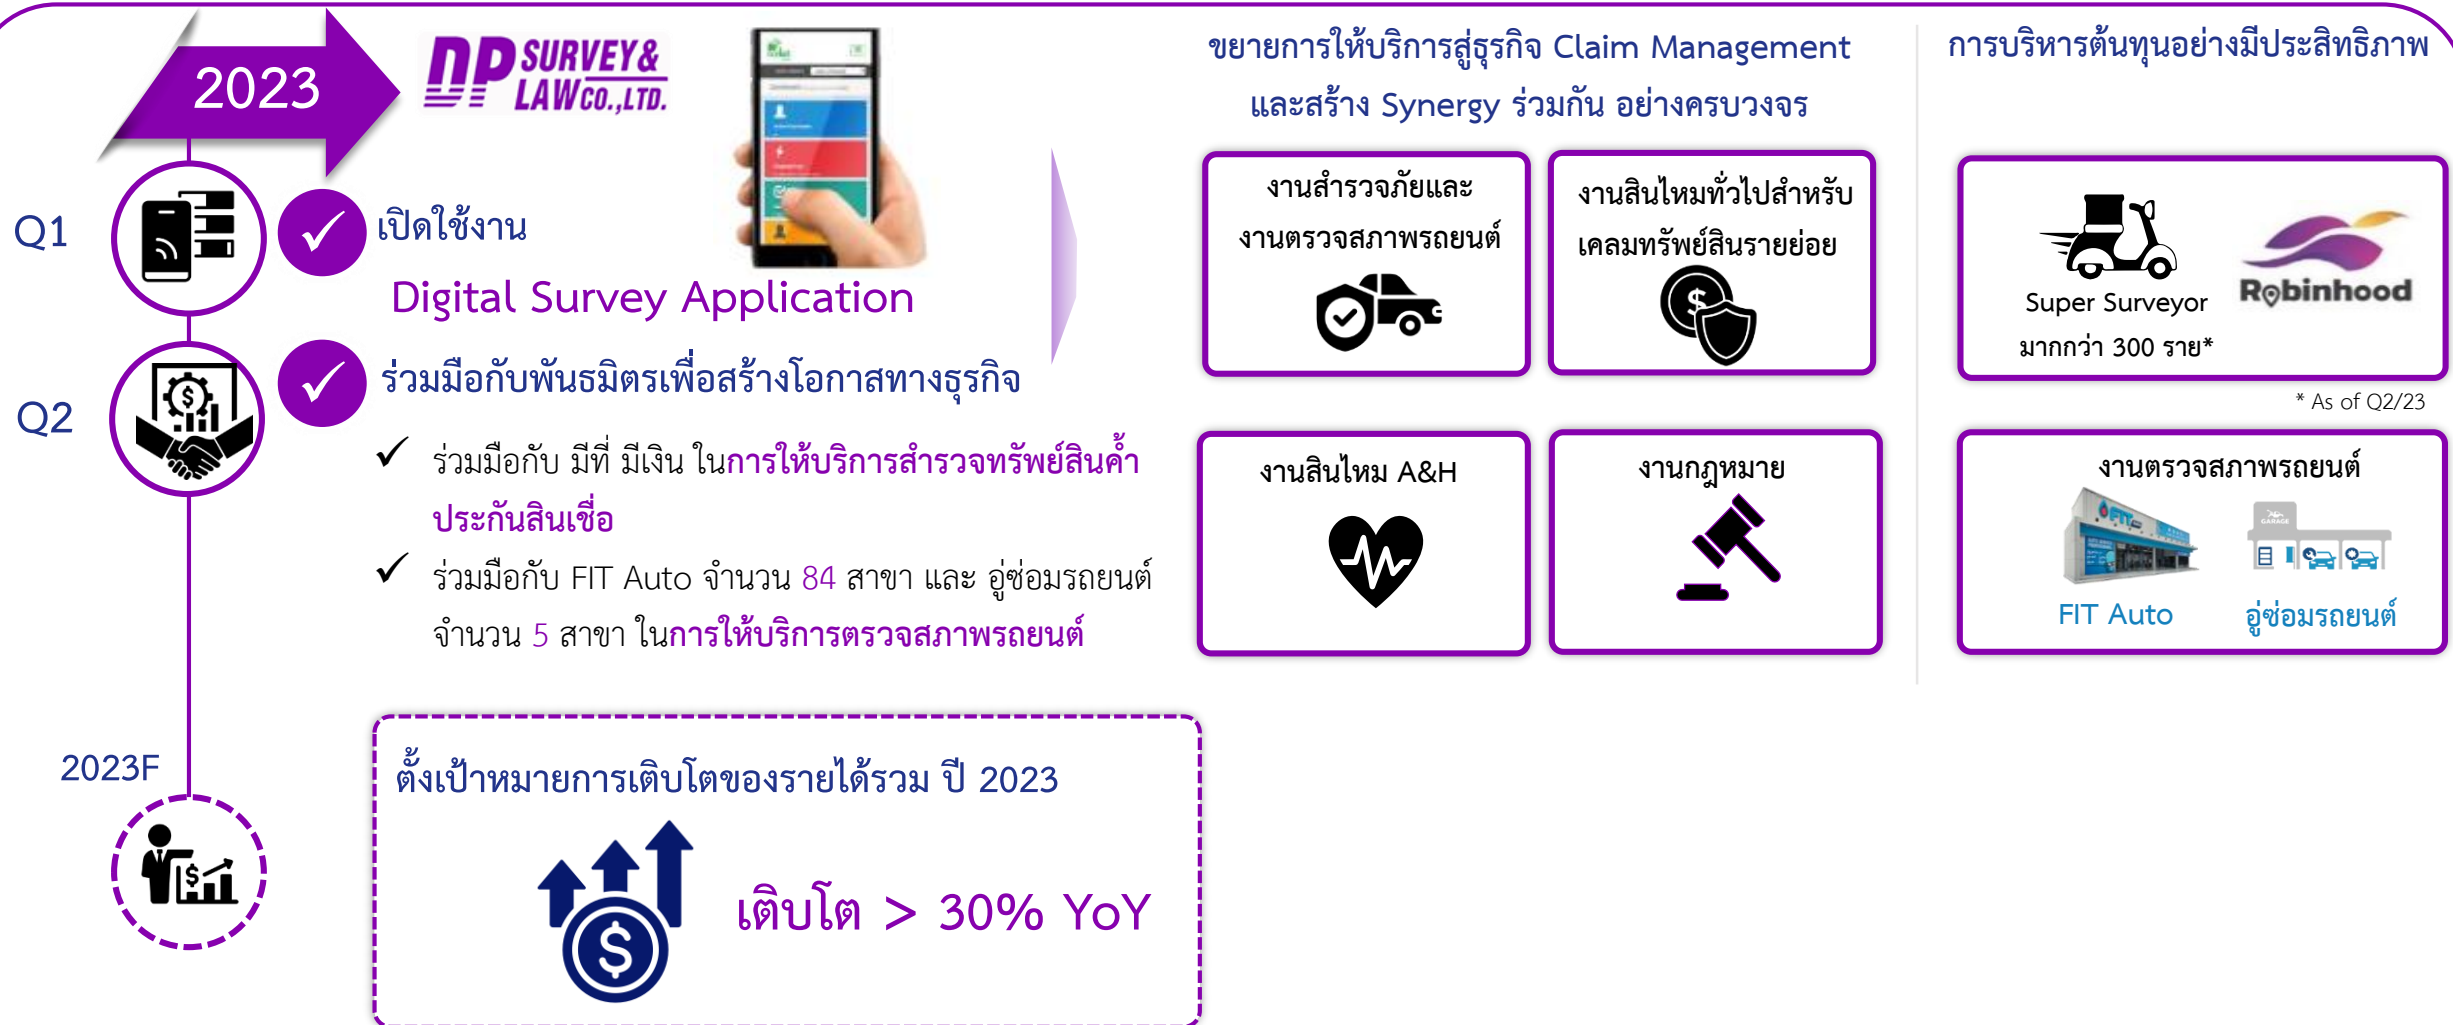 2023
DP SURVEY &
LAW CO.,LTD.
Q1
เปิดใช้งาน
Digital Survey Application
Q2
ร่วมมือกับพันธมิตรเพื่อสร้างโอกาสทางธุรกิจ
ร่วมมือกับ มีที่ มีเงิน ในการให้บริการสำรวจทรัพย์สินค้ำ
ประกันสินเชื่อ
ร่วมมือกับ FIT Auto จำนวน 84 สาขา และ อู่ซ่อมรถยนต์
จำนวน 5 สาขา ในการให้บริการตรวจสภาพรถยนต์
2023F
ตั้งเป้าหมายการเติบโตของรายได้รวม ปี 2023
เติบโต > 30% YoY
ขยายการให้บริการสู่ธุรกิจ Claim Management
และสร้าง Synergy ร่วมกัน อย่างครบวงจร
งานสำรวจภัยและ
งานตรวจสภาพรถยนต์
งานสินไหมทั่วไปสำหรับ
เคลมทรัพย์สินรายย่อย
งานสินไหม A&H
งานกฎหมาย
การบริหารต้นทุนอย่างมีประสิทธิภาพ
Super Surveyor
มากกว่า 300 ราย*
Robinhood
* As of Q2/23
งานตรวจสภาพรถยนต์
FIT
GARAGE
FIT Auto
อู่ซ่อมรถยนต์